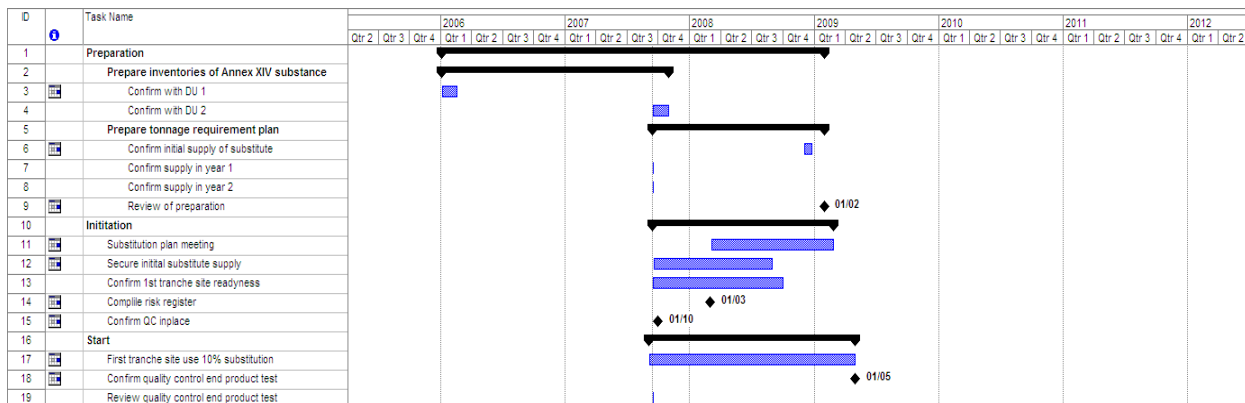 ID Task Name 2006 2007 2008 2009 2010 2011 2012
Qtr 2 Qtr 3 Qtr 4 Qtr 1 Qtr 2 Qtr 3 Qtr 4 Qtr 1 Qtr 2 Qtr 3 Qtr 4 Qtr 1 Qtr 2 Qtr 3 Qtr 4 Qtr 1 Qtr 2 Qtr 3 Qtr 4 Qtr 1 Qtr 2 Qtr 3 Qtr 4 Qtr 1 Qtr 2 Qtr 3 Qtr 4 Qtr 1 Qtr 2
1 Preparation
2 Prepare inventories of Annex XIV substance
3 Confirm with DU 1
4 Confirm with DU 2
5 Prepare tonnage requirement plan
6 Confirm initial supply of substitute
7 Confirm supply in year 1
8 Confirm supply in year 2
9 Review of preparation 01/02
10 Inititation
11 Substitution plan meeting
12 Secure initital substitute supply
13 Confirm 1st tranche site readyness
14 Complile risk register 01/03
15 Confirm QC inplace 01/10
16 Start
17 First tranche site use 10% substitution
18 Confirm quality control end product test 01/05
19 Review quality control end product test